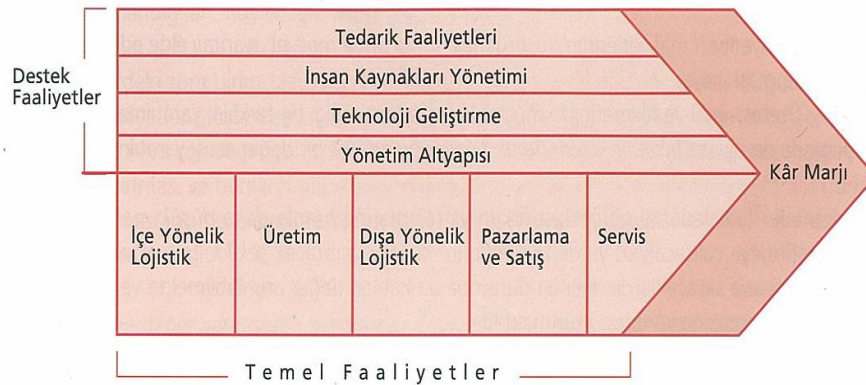 Tedarik Faaliyetleri
Destek
Faaliyetler
İnsan Kaynakları Yönetimi
Teknoloji Geliştirme
Yönetim Altyapısı
Kâr Marjı
İçe Yönelik
Lojistik
Üretim
Dışa Yönelik
Lojistik
Pazarlama
ve Satış
Servis
Temel Faaliyetler